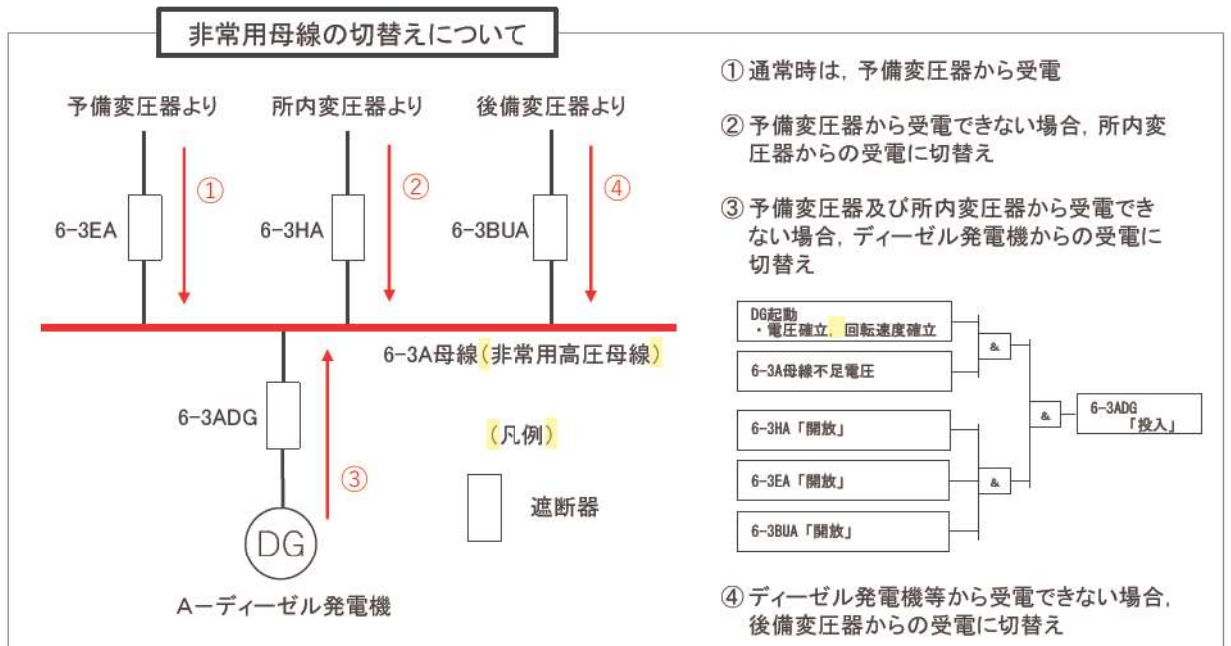 非常用母線の切替えについて
予備変圧器より
所内変圧器より
後備変圧器より
①
②
④
6-3EA
6-3HA
6-3BUA
6-3A母線(非常用高圧母線)
6-3ADG
③
(凡例)
遮断器
DG
A-ディーゼル発電機
① 通常時は，予備変圧器から受電
② 予備変圧器から受電できない場合，所内変
圧器からの受電に切替え
③ 予備変圧器及び所内変圧器から受電でき
ない場合，ディーゼル発電機からの受電に
切替え
DG起動
・電圧確立，回転速度確立
&
6-3A母線不足電圧
6-3HA「開放」
&
6-3ADG
「投入」
6-3EA「開放」
&
6-3BUA「開放」
④ ディーゼル発電機等から受電できない場合，
後備変圧器からの受電に切替え